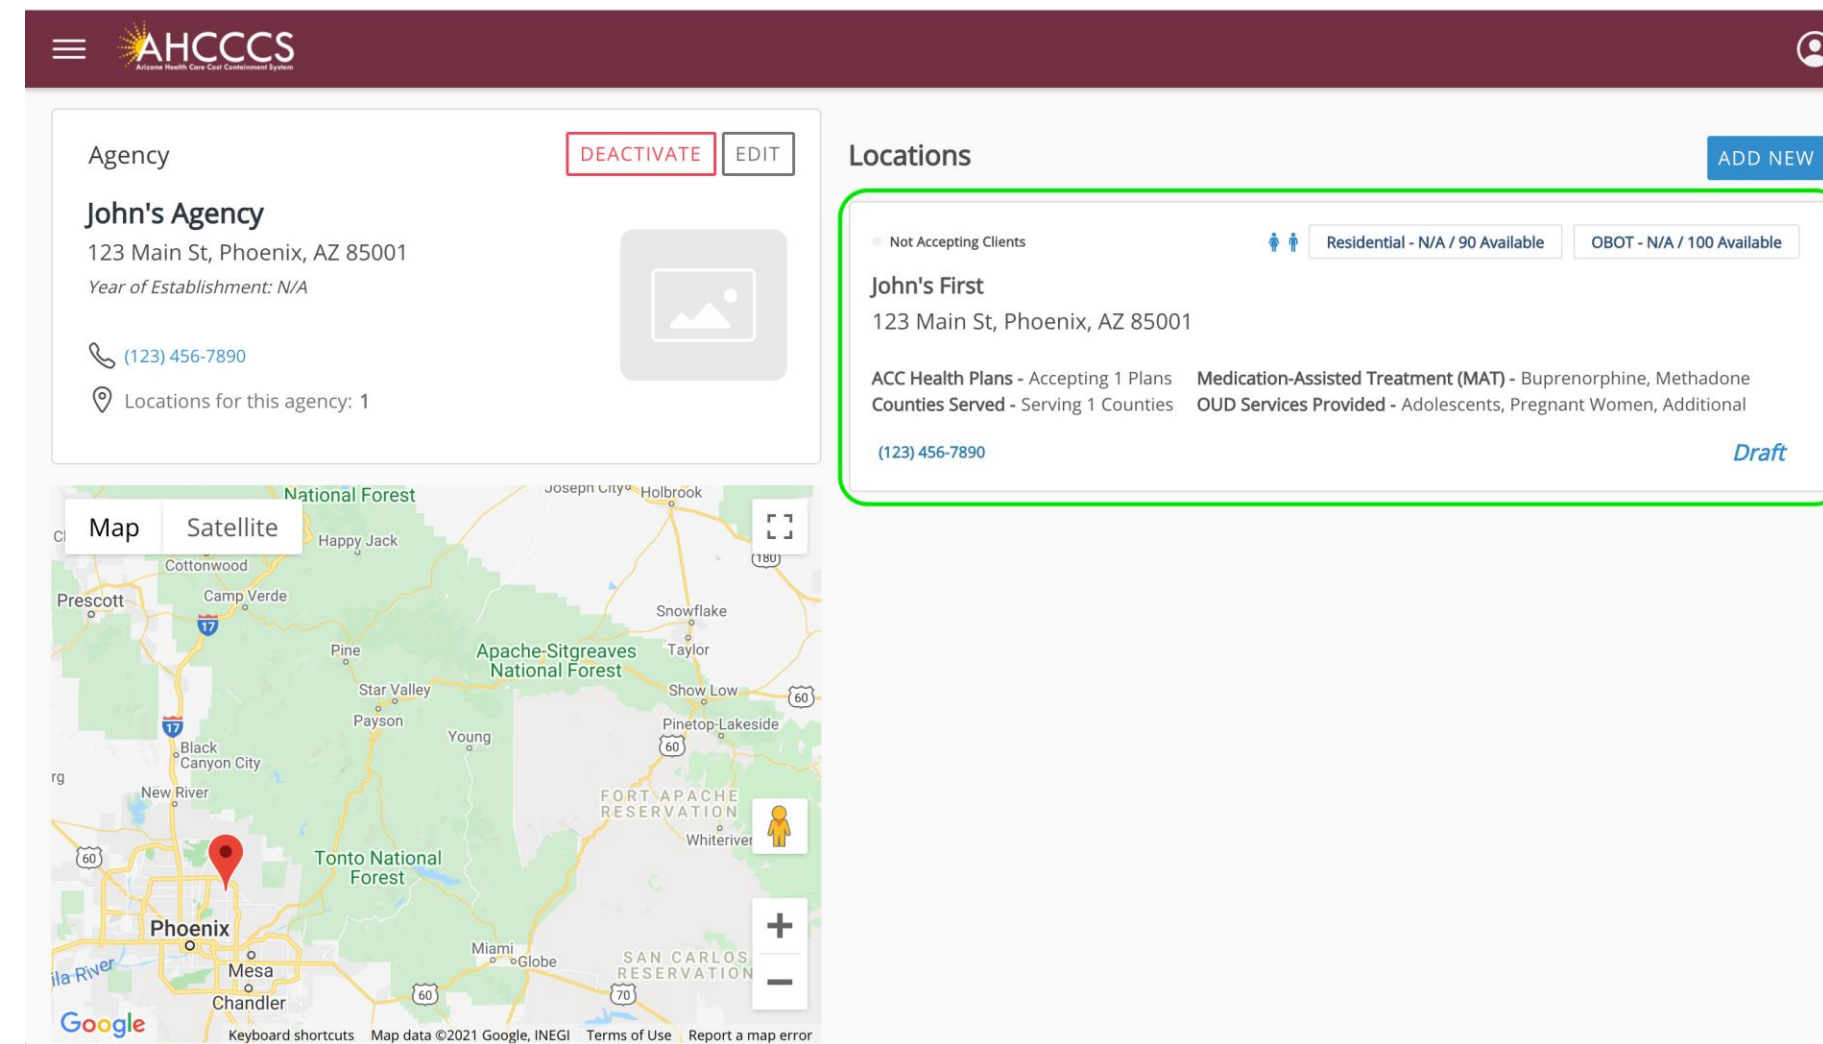 AHCCCS
Arizona Health Care Cost Containment System
Agency
DEACTIVATE
EDIT
John's Agency
123 Main St, Phoenix, AZ 85001
Year of Establishment: N/A
(123) 456-7890
Locations for this agency: 1
Locations
ADD NEW
Not Accepting Clients
Residential - N/A / 90 Available
OBOT - N/A / 100 Available
John's First
123 Main St, Phoenix, AZ 85001
ACC Health Plans - Accepting 1 Plans
Medication-Assisted Treatment (MAT) - Buprenorphine, Methadone
Counties Served - Serving 1 Counties
OUD Services Provided - Adolescents, Pregnant Women, Additional
(123) 456-7890
Draft
Map
Satellite
National Forest
Joseph City
Holbrook
Happy Jack
180
Cottonwood
Prescott
Camp Verde
17
Snowflake
Pine
Apache-Sitgreaves
National Forest
Taylor
Star Valley
Show Low
60
Payson
17
Pinetop-Lakeside
Young
60
Black
Canyon City
rg
New River
FORT APACHE
RESERVATION
Whiteriver
60
Tonto National
Forest
Phoenix
Miami
Globe
SAN CARLOS
RESERVATION
ila River
Mesa
Chandler
60
70
Google
Keyboard shortcuts
Map data ©2021 Google, INEGI
Terms of Use
Report a map error